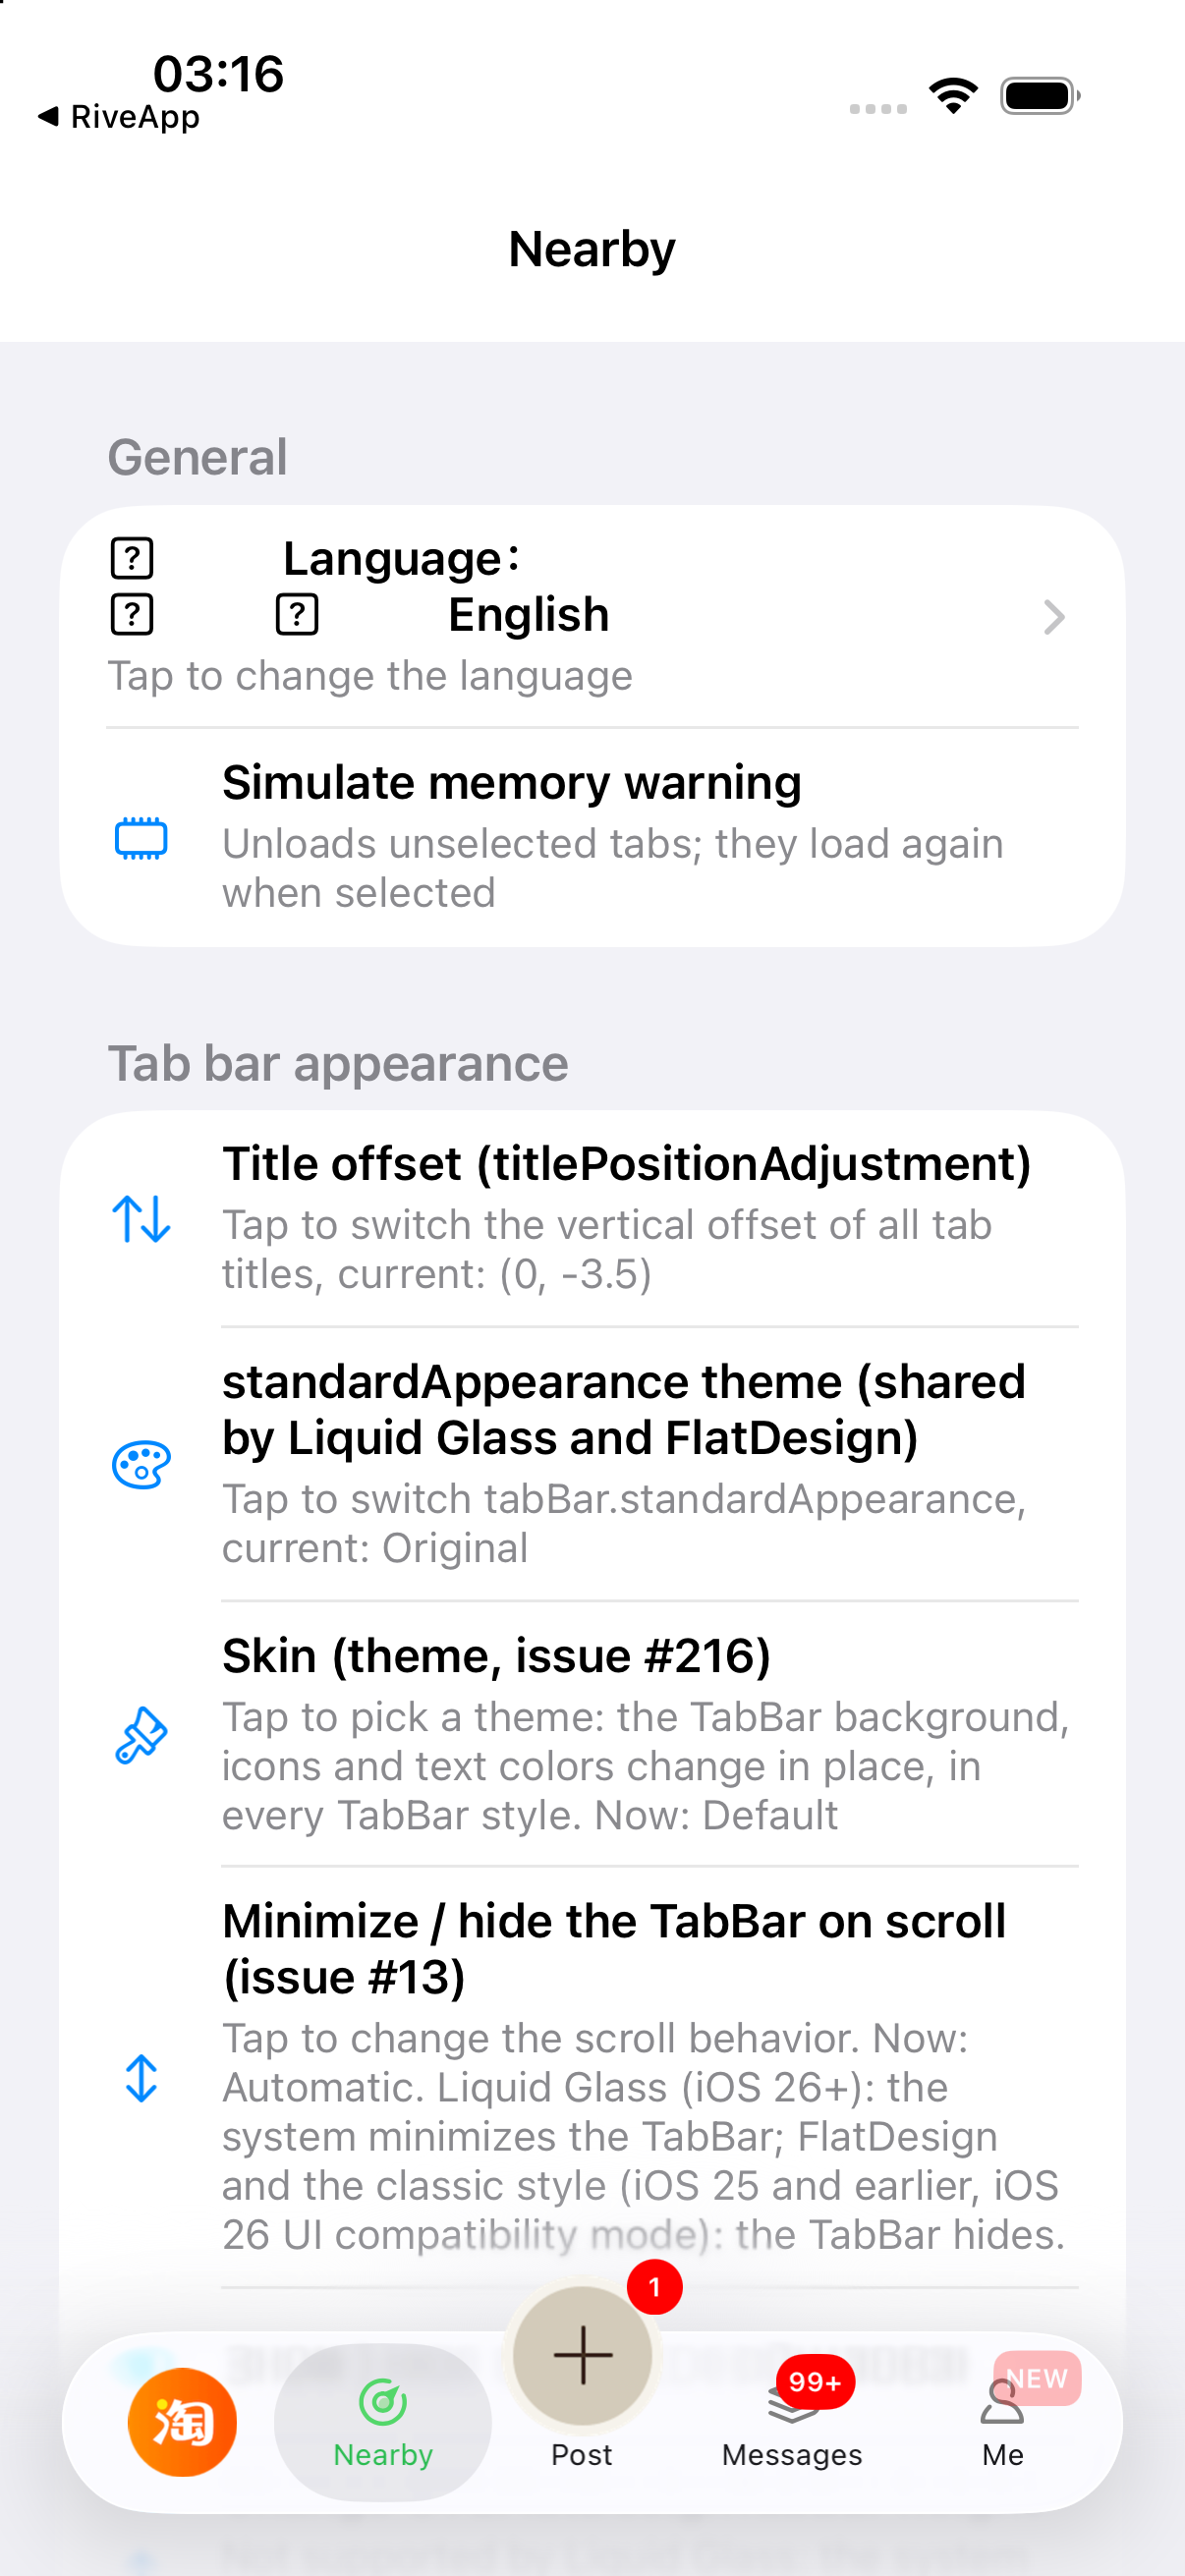 03:16
◀ RiveApp
Nearby
General
Language:
English
Tap to change the language
Simulate memory warning
Unloads unselected tabs; they load again
when selected
Tab bar appearance
Title offset (titlePositionAdjustment)
Tap to switch the vertical offset of all tab
titles, current: (0, -3.5)
standardAppearance theme (shared
by Liquid Glass and FlatDesign)
Tap to switch tabBar.standardAppearance,
current: Original
Skin (theme, issue #216)
Tap to pick a theme: the TabBar background,
icons and text colors change in place, in
every TabBar style. Now: Default
Minimize / hide the TabBar on scroll
(issue #13)
Tap to change the scroll behavior. Now:
Automatic. Liquid Glass (iOS 26+): the
system minimizes the TabBar; FlatDesign
and the classic style (iOS 25 and earlier, iOS
26 UI compatibility mode): the TabBar hides.
1
99+
NEW
淘
Nearby
Post
Messages
Me